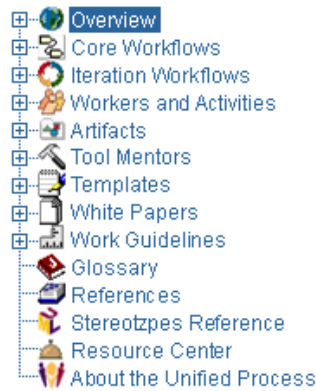 Overview
Core Workflows
Iteration Workflows
Workers and Activities
Artifacts
Tool Mentors
Templates
White Papers
Work Guidelines
Glossary
References
Stereotzpes Reference
Resource Center
About the Unified Process